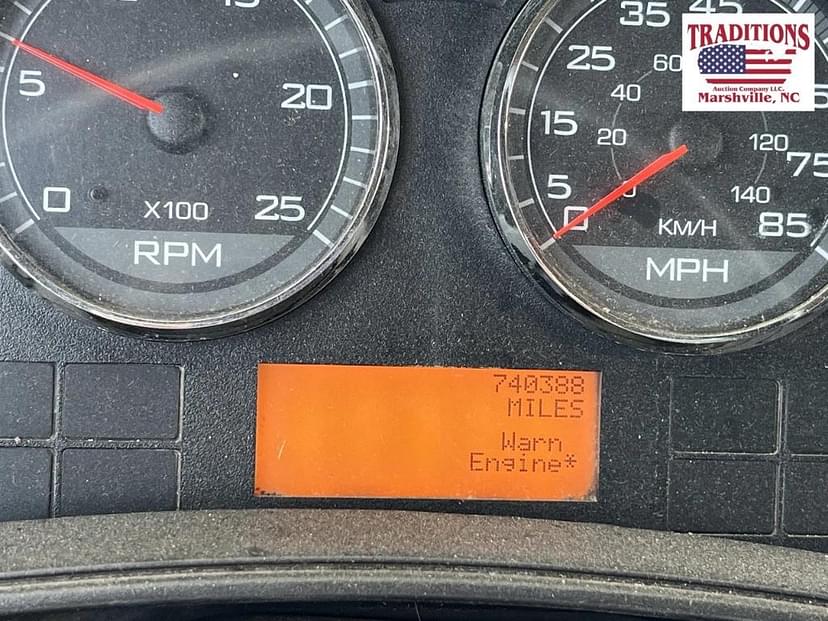 5
20
0
25
X100
RPM
35
45
25
60
40
15
20
120
75
5
0
140
KM/H
85
MPH
TRADITIONS
Auction Company LLC.
Marshville, NC
740388
MILES
Warn
Engine*